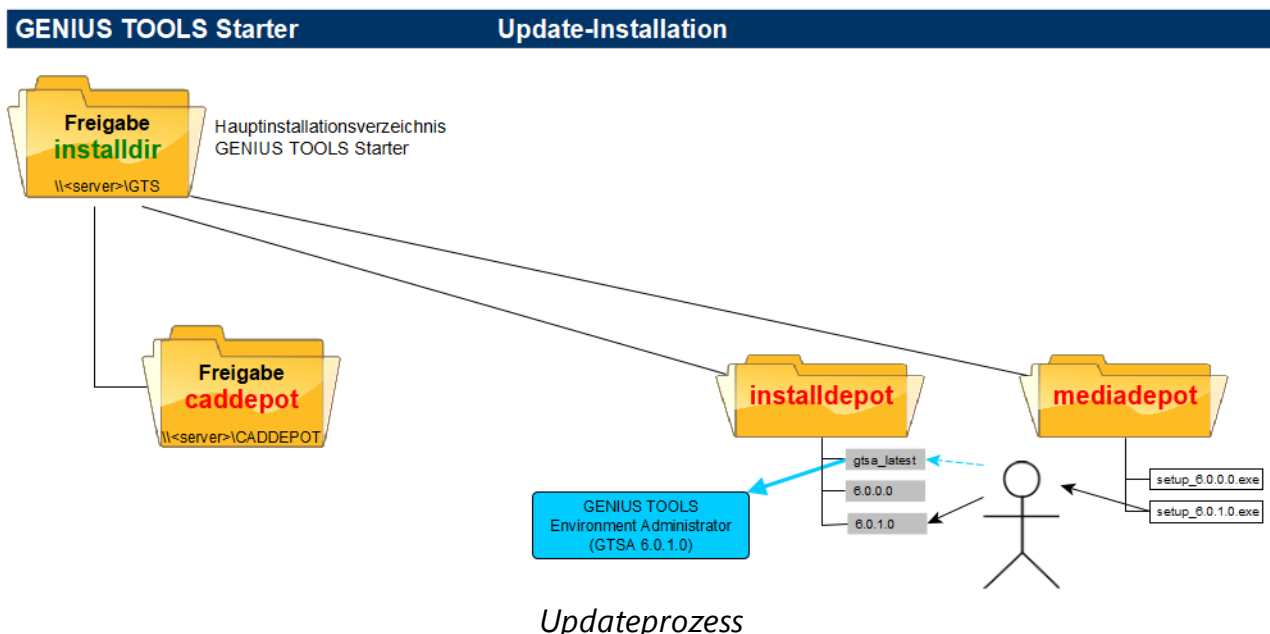 GENIUS TOOLS Starter
Update-Installation
Freigabe
installdir
\\<server>\GTS
Hauptinstallationsverzeichnis
GENIUS TOOLS Starter
Freigabe
caddepot
\\<server>\CADDEPOT
installdepot
mediadepot
gtsa_latest
6.0.0.0
6.0.1.0
setup_6.0.0.0.exe
setup_6.0.1.0.exe
GENIUS TOOLS
Environment Administrator
(GTSA 6.0.1.0)
Updateprozess